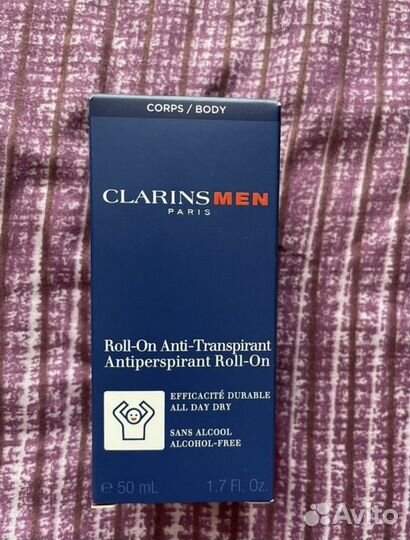 CORPS / BODY
CLARINSMEN
PARIS
Roll-On Anti-Transpirant
Antiperspirant Roll-On
EFFICACITÉ DURABLE
ALL DAY DRY
SANS ALCOOL
ALCOHOL-FREE
e 50 mL 1.7 Fl. Oz.
Avito